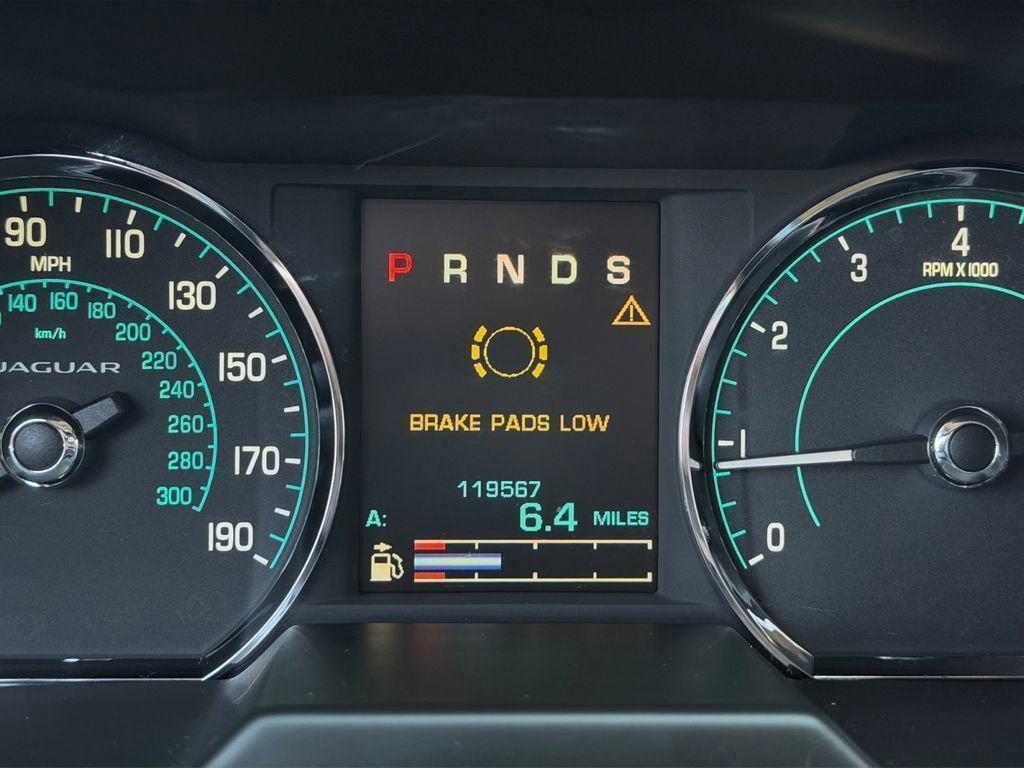 90 110 130 150 170 190
MPH
140 160 180 200 220 240 260 280 300
km/h
JAGUAR
P R N D S
BRAKE PADS LOW
119567
A: 6.4 MILES
4
3
RPM X 1000
2
1
0